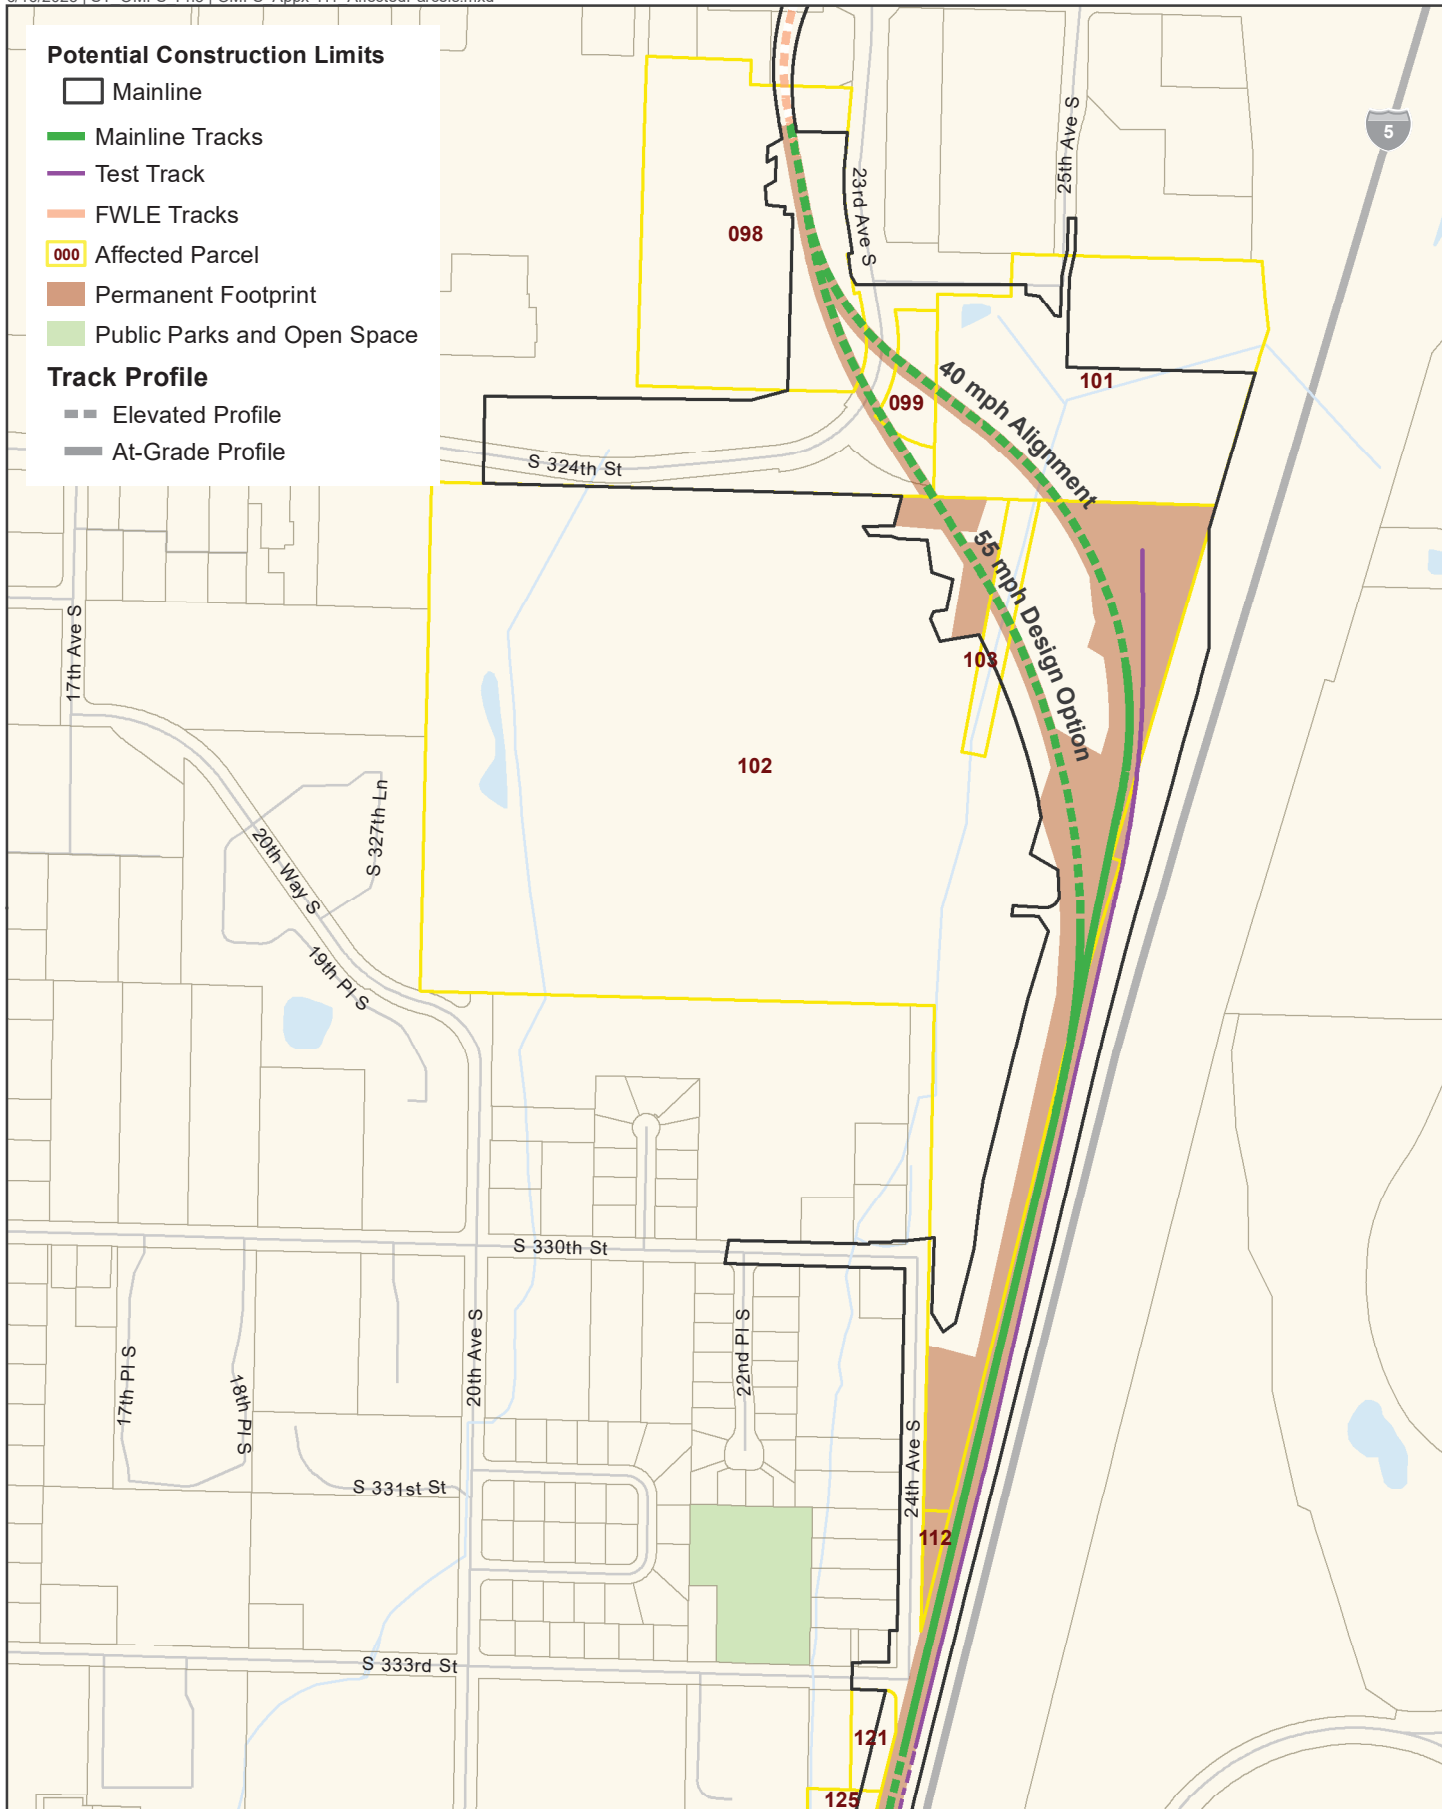 Potential Construction Limits
Mainline
Mainline Tracks
Test Track
FWLE Tracks
000 Affected Parcel
Permanent Footprint
Public Parks and Open Space
Track Profile
Elevated Profile
At-Grade Profile
5
25th Ave S
23rd Ave S
098
101
40 mph Alignment
099
S 324th St
55 mph Design Option
17th Ave S
103
102
S 327th Ln
20th Way S
19th Pl S
S 330th St
20th Ave S
22nd Pl S
17th Pl S
18th Pl S
24th Ave S
S 331st St
112
S 333rd St
121
125